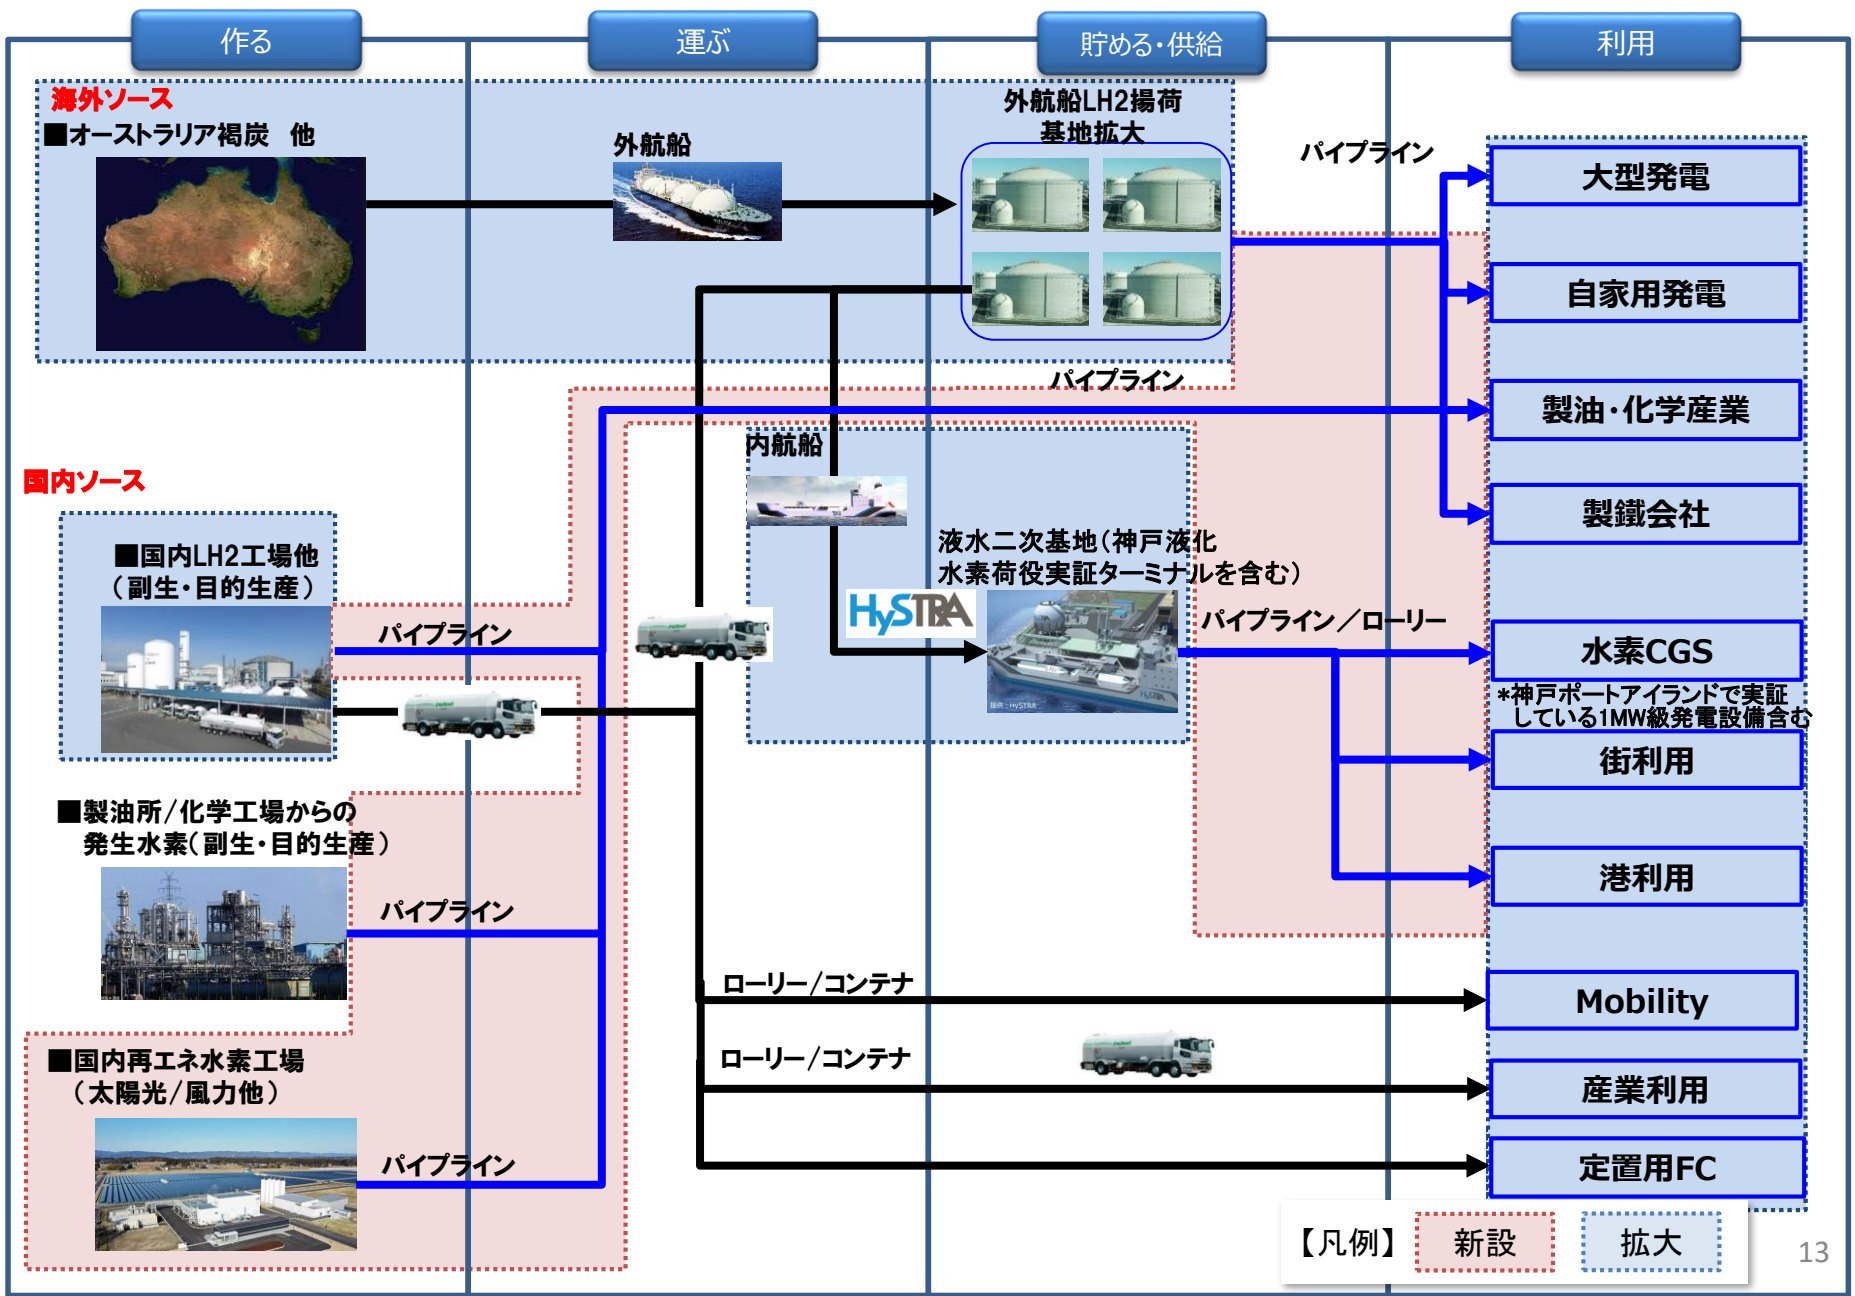 作る
運ぶ
貯める・供給
利用
海外ソース
■オーストラリア褐炭 他
外航船
外航船LH2揚荷
基地拡大
パイプライン
大型発電
自家用発電
パイプライン
製油・化学産業
製鐵会社
国内ソース
■国内LH2工場他
（副生・目的生産）
パイプライン
内航船
液水二次基地（神戸液化
水素荷役実証ターミナルを含む）
HySTRA
提供：HySTRA
パイプライン／ローリー
水素CGS
*神戸ポートアイランドで実証
している1MW級発電設備含む
街利用
港利用
■製油所/化学工場からの
発生水素（副生・目的生産）
パイプライン
ローリー/コンテナ
Mobility
■国内再エネ水素工場
（太陽光/風力他）
パイプライン
ローリー/コンテナ
産業利用
定置用FC
【凡例】
新設
拡大
13